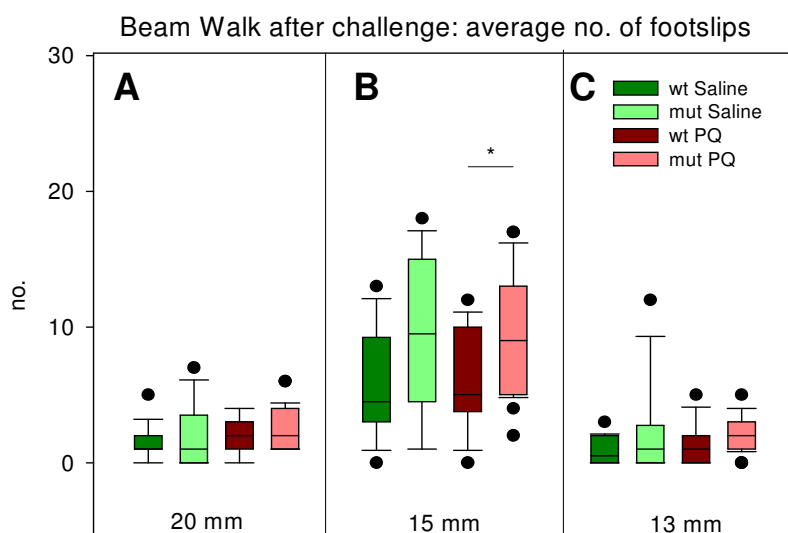 Beam Walk after challenge: average no. of footslips
30
A
B
C
wt Saline
mut Saline
wt PQ
mut PQ
*
20
no.
10
0
20 mm
15 mm
13 mm